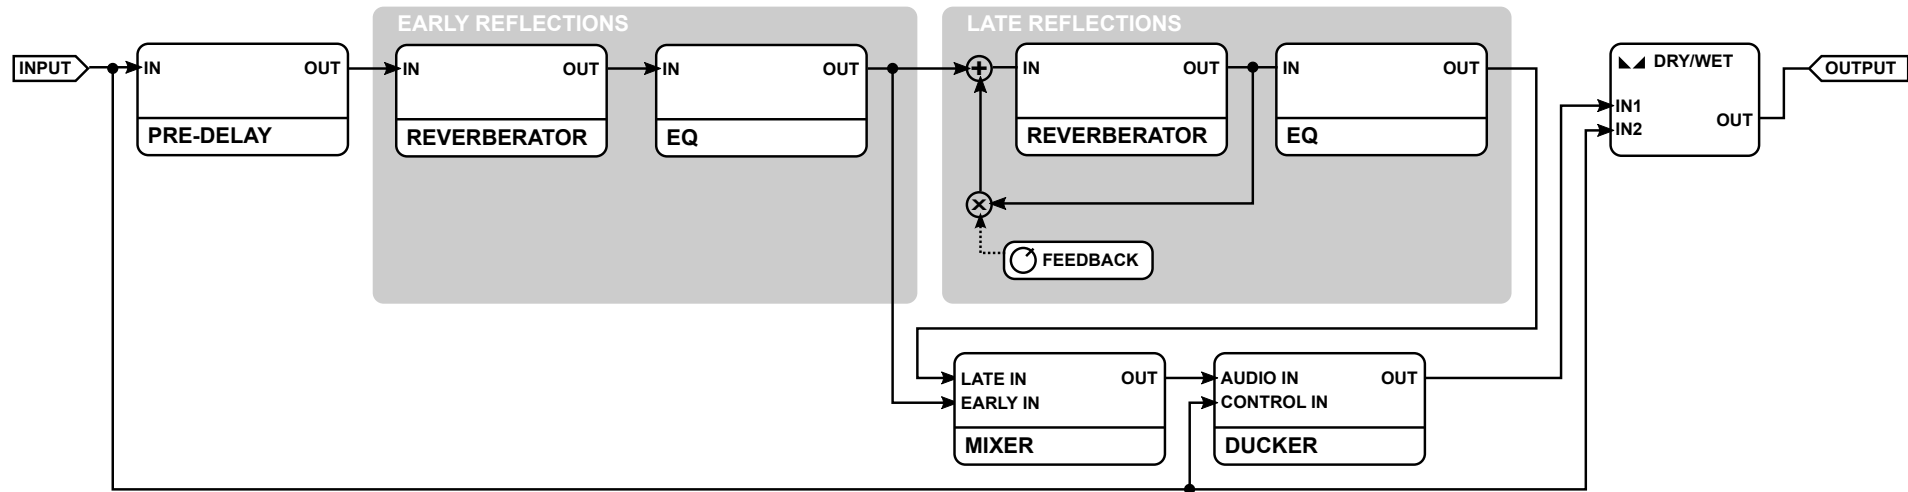 EARLY REFLECTIONS
LATE REFLECTIONS
INPUT
IN OUT
PRE-DELAY
IN OUT
REVERBERATOR
IN OUT
EQ
+
IN OUT
REVERBERATOR
IN OUT
EQ
x
FEEDBACK
DRY/WET
IN1
IN2
OUT
OUTPUT
LATE IN OUT
EARLY IN
MIXER
AUDIO IN OUT
CONTROL IN
DUCKER